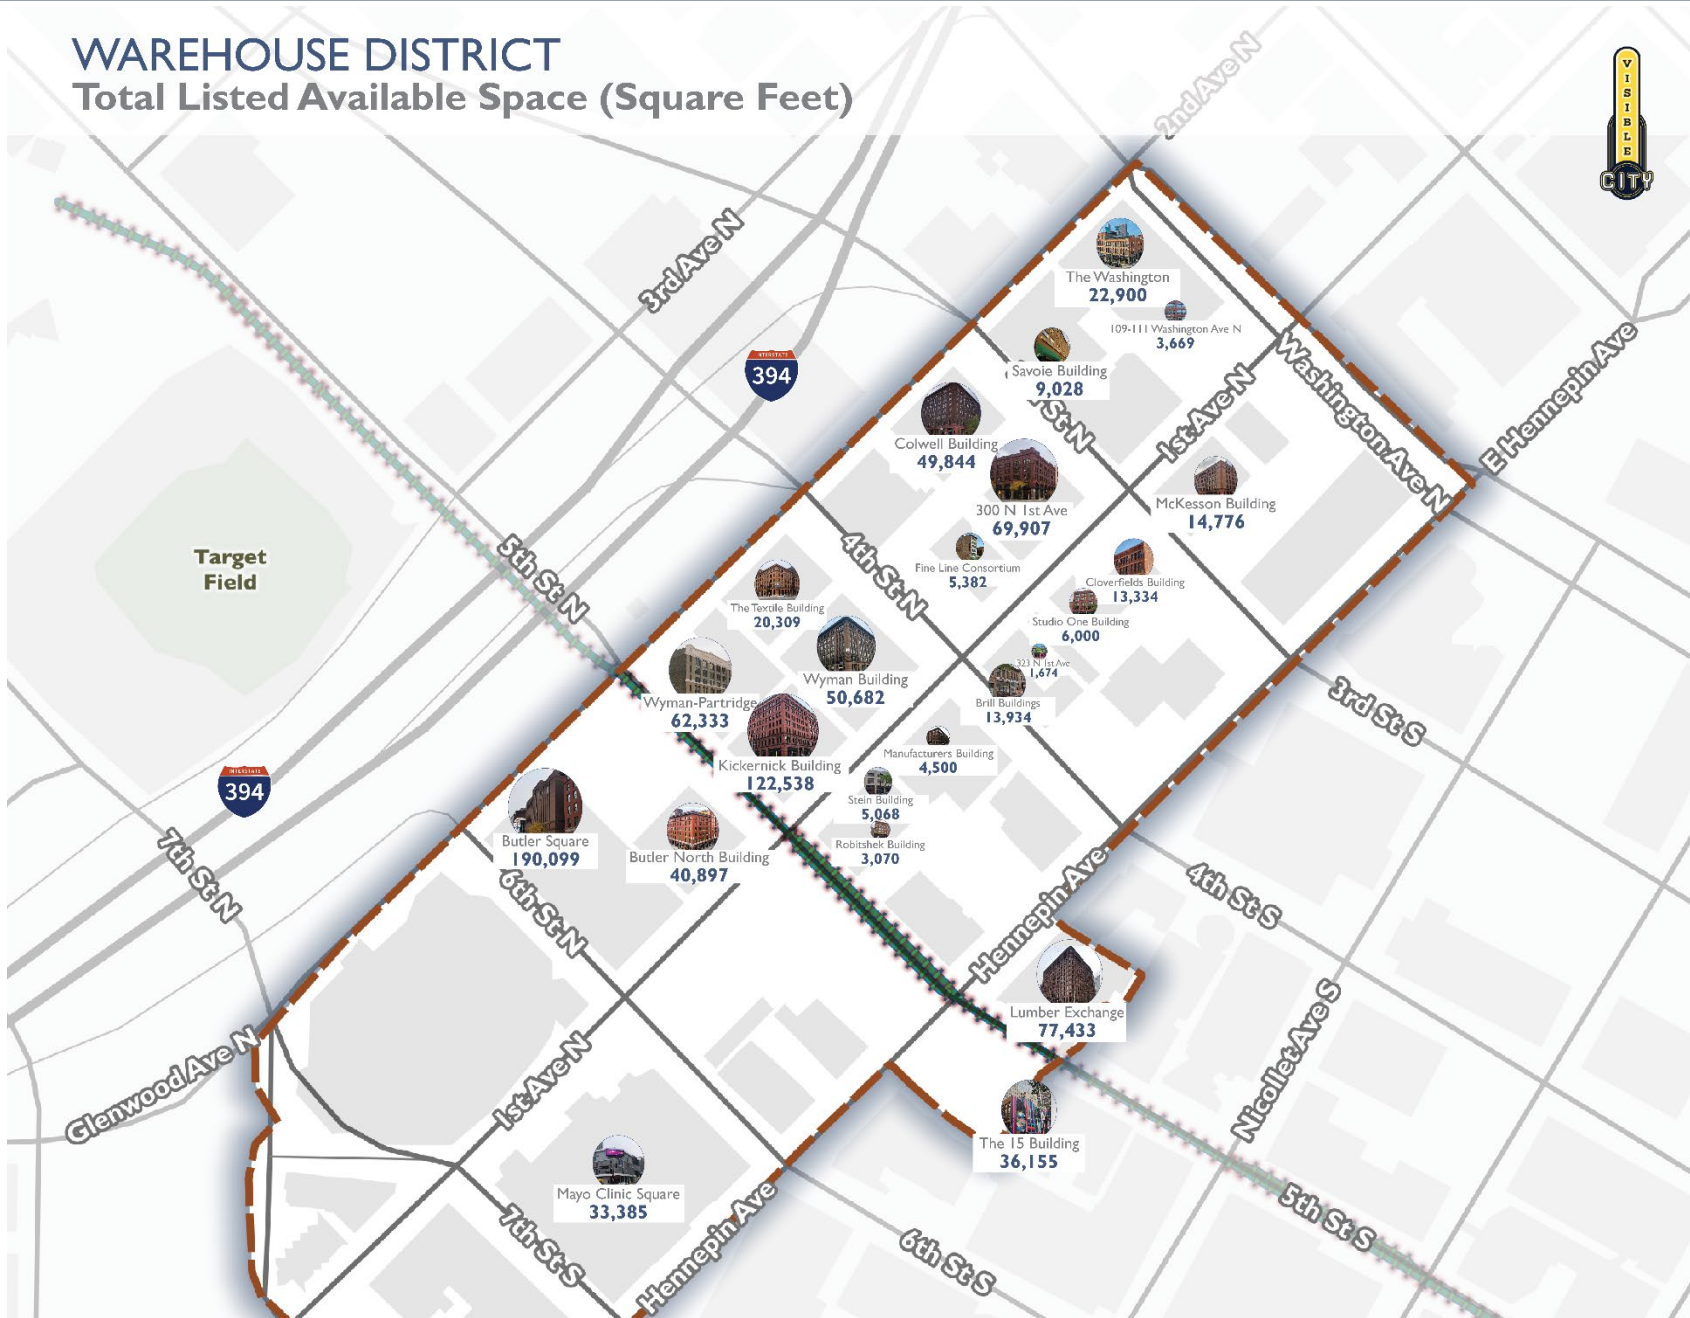 WAREHOUSE DISTRICT
Total Listed Available Space (Square Feet)
VISIBLE
CITY
2nd Ave N
3rd Ave N
The Washington
22,900
109-111 Washington Ave N
3,669
Savoie Building
9,028
INTERSTATE
394
Washington Ave N
E Hennepin Ave
1st Ave N
St N
Colwell Building
49,844
300 N 1st Ave
69,907
McKesson Building
14,776
Target
Field
5th St N
4th St N
Fine Line Consortium
5,382
Cloverfields Building
13,334
The Textile Building
20,309
Studio One Building
6,000
323 N 1st Ave
1,674
Wyman Building
50,682
Wyman-Partridge
62,333
Brill Buildings
13,934
3rd St S
Manufacturers Building
4,500
Kickernick Building
122,538
INTERSTATE
394
Stein Building
5,068
Butler Square
190,099
Butler North Building
40,897
Robitshek Building
3,070
7th St N
6th St N
4th St S
Hennepin Ave
Lumber Exchange
77,433
Glenwood Ave N
1st Ave N
Nicollet Ave S
The 15 Building
36,155
Mayo Clinic Square
33,385
7th St S
Hennepin Ave
6th St S
5th St S